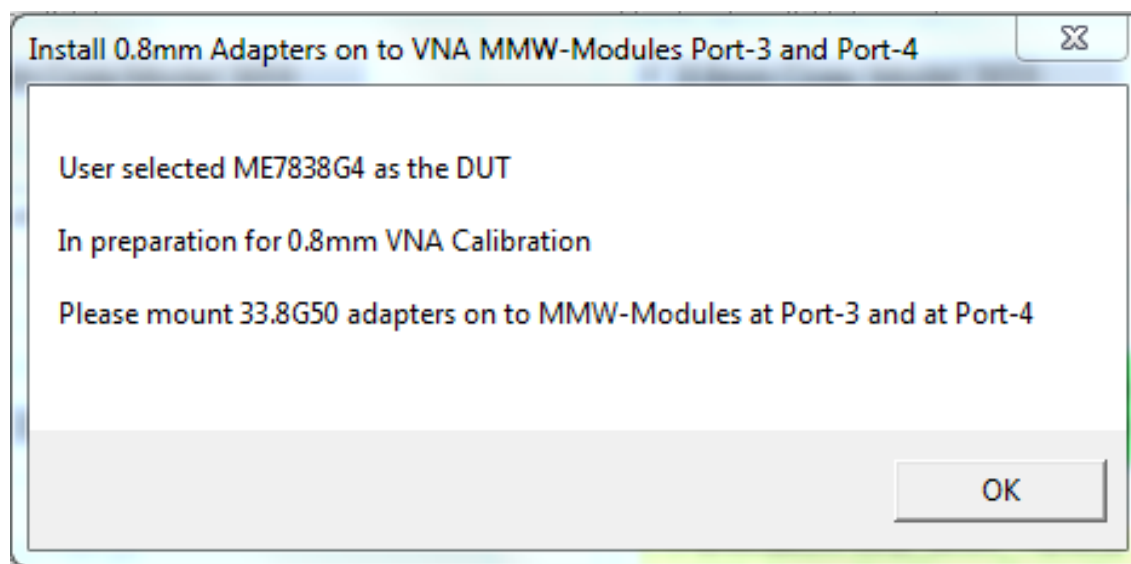 Install 0.8mm Adapters on to VNA MMW-Modules Port-3 and Port-4
User selected ME7838G4 as the DUT
In preparation for 0.8mm VNA Calibration
Please mount 33.8G50 adapters on to MMW-Modules at Port-3 and at Port-4
OK